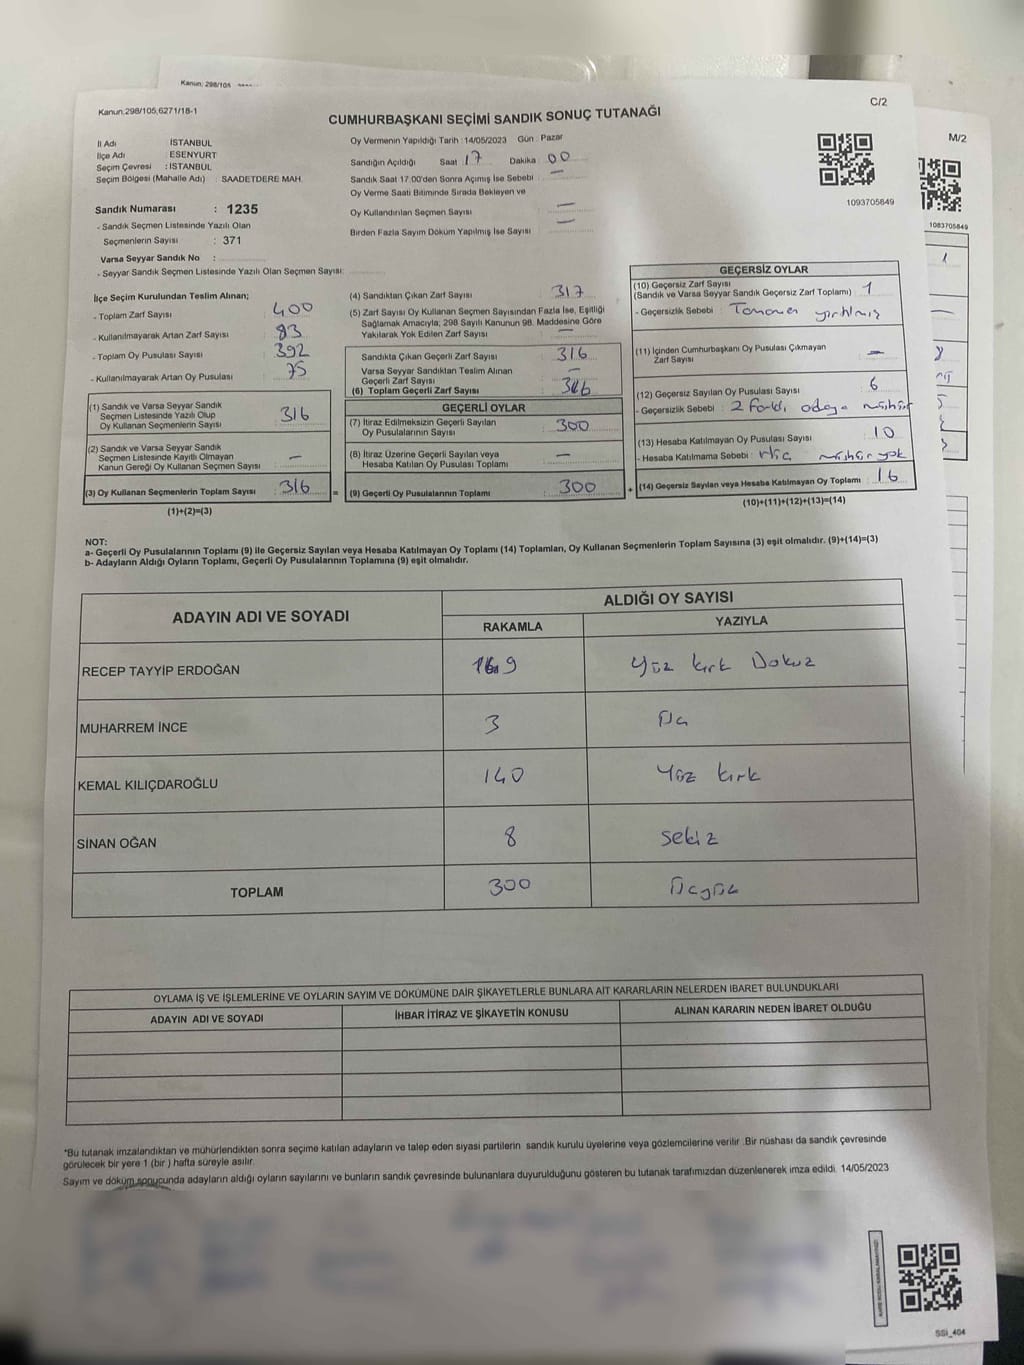 Kanun; 298/105
Kanun;298/105;6271/18-1
C/2
M/2
CUMHURBAŞKANI SEÇİMİ SANDIK SONUÇ TUTANAĞI
İl Adı İSTANBUL
İlçe Adı : ESENYURT
Seçim Çevresi : İSTANBUL
Seçim Bölgesi (Mahalle Adı) : SAADETDERE MAH.
Sandık Numarası : 1235
- Sandık Seçmen Listesinde Yazılı Olan
Seçmenlerin Sayısı : 371
Varsa Seyyar Sandık No :
- Seyyar Sandık Seçmen Listesinde Yazılı Olan Seçmen Sayısı:
Oy Vermenin Yapıldığı Tarih :14/05/2023 Gün : Pazar
Sandığın Açıldığı Saat 17 Dakika 00
Sandık Saat 17:00'den Sonra Açımış İse Sebebi —
Oy Verme Saati Bitiminde Sırada Bekleyen ve
Oy Kullandırılan Seçmen Sayısı : —
Birden Fazla Sayım Döküm Yapılmış İse Sayısı : —
1093705849
1083705849
İlçe Seçim Kurulundan Teslim Alınan;
- Toplam Zarf Sayısı : 400
- Kullanılmayarak Artan Zarf Sayısı : 83
- Toplam Oy Pusulası Sayısı : 392
- Kullanılmayarak Artan Oy Pusulası : 75
(1) Sandık ve Varsa Seyyar Sandık
Seçmen Listesinde Yazılı Olup
Oy Kullanan Seçmenlerin Sayısı : 316
(2) Sandık ve Varsa Seyyar Sandık
Seçmen Listesinde Kayıtlı Olmayan
Kanun Gereği Oy Kullanan Seçmen Sayısı : —
(3) Oy Kullanan Seçmenlerin Toplam Sayısı : 316
(1)+(2)=(3)
(4) Sandıktan Çıkan Zarf Sayısı : 317
(5) Zarf Sayısı Oy Kullanan Seçmen Sayısından Fazla İse, Eşitliği
Sağlamak Amacıyla, 298 Sayılı Kanunun 98. Maddesine Göre
Yakılarak Yok Edilen Zarf Sayısı : —
Sandıkta Çıkan Geçerli Zarf Sayısı : 316
Varsa Seyyar Sandıktan Teslim Alınan
Geçerli Zarf Sayısı : —
(6) Toplam Geçerli Zarf Sayısı : 316
GEÇERLİ OYLAR
(7) İtiraz Edilmeksizin Geçerli Sayılan
Oy Pusulalarının Sayısı : 300
(8) İtiraz Üzerine Geçerli Sayılan veya
Hesaba Katılan Oy Pusulası Toplamı : —
= (9) Geçerli Oy Pusulalarının Toplamı : 300
GEÇERSİZ OYLAR
(10) Geçersiz Zarf Sayısı
(Sandık ve Varsa Seyyar Sandık Geçersiz Zarf Toplamı) : 1
- Geçersizlik Sebebi : Tamamen yırtılmış
(11) İçinden Cumhurbaşkanı Oy Pusulası Çıkmayan
Zarf Sayısı : —
(12) Geçersiz Sayılan Oy Pusulası Sayısı : 6
- Geçersizlik Sebebi : 2 farklı adaya mühür
(13) Hesaba Katılmayan Oy Pusulası Sayısı : 10
- Hesaba Katılmama Sebebi : Hiç mühür yok
+ (14) Geçersiz Sayılan veya Hesaba Katılmayan Oy Toplamı : 16
(10)+(11)+(12)+(13)=(14)
NOT:
a- Geçerli Oy Pusulalarının Toplamı (9) ile Geçersiz Sayılan veya Hesaba Katılmayan Oy Toplamı (14) Toplamları, Oy Kullanan Seçmenlerin Toplam Sayısına (3) eşit olmalıdır. (9)+(14)=(3)
b- Adayların Aldığı Oyların Toplamı, Geçerli Oy Pusulalarının Toplamına (9) eşit olmalıdır.
ADAYIN ADI VE SOYADI
ALDIĞI OY SAYISI
RAKAMLA YAZIYLA
RECEP TAYYİP ERDOĞAN Yüz kırk Dokuz
MUHARREM İNCE 3 Üç
KEMAL KILIÇDAROĞLU 140 Yüz kırk
SİNAN OĞAN 8 sekiz
TOPLAM 300 Üçyüz
OYLAMA İŞ VE İŞLEMLERİNE VE OYLARIN SAYIM VE DÖKÜMÜNE DAİR ŞİKAYETLERLE BUNLARA AİT KARARLARIN NELERDEN İBARET BULUNDUKLARI
ADAYIN ADI VE SOYADI
İHBAR İTİRAZ VE ŞİKAYETİN KONUSU
ALINAN KARARIN NEDEN İBARET OLDUĞU
*Bu tutanak imzalandıktan ve mühürlendikten sonra seçime katılan adayların ve talep eden siyasi partilerin sandık kurulu üyelerine veya gözlemcilerine verilir .Bir nüshası da sandık çevresinde
görülecek bir yere 1 (bir ) hafta süreyle asılır.
Sayım ve döküm sonucunda adayların aldığı oyların sayılarını ve bunların sandık çevresinde bulunanlara duyurulduğunu gösteren bu tutanak tarafımızdan düzenlenerek imza edildi. 14/05/2023
SSİ_404